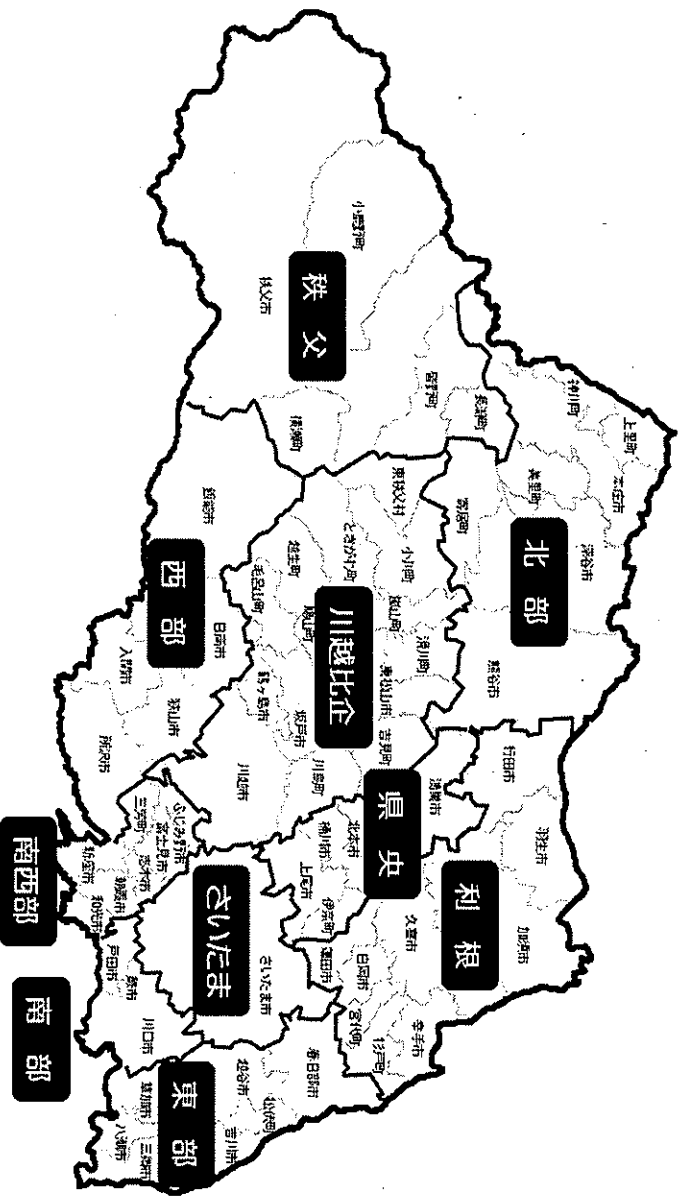 秩父
小鹿野町
秩父市
皆野町
長瀞町
横瀬町
北部
神川町
上里町
本庄市
美里町
深谷市
寄居町
熊谷市
西部
飯能市
日高市
入間市
狭山市
所沢市
川越比企
東秩父村
小川町
ときがわ町
嵐山町
滑川町
越生町
毛呂山町
鳩山町
東松山市
吉見町
鶴ヶ島市
坂戸市
川島町
川越市
県央
鴻巣市
北本市
桶川市
上尾市
伊奈町
利根
行田市
羽生市
加須市
久喜市
蓮田市
白岡市
宮代町
幸手市
杉戸町
さいたま
さいたま市
南西部
ふじみ野市
富士見市
三芳町
志木市
新座市
朝霞市
和光市
南部
戸田市
蕨市
川口市
東部
春日部市
松伏町
越谷市
吉川市
草加市
八潮市
三郷市